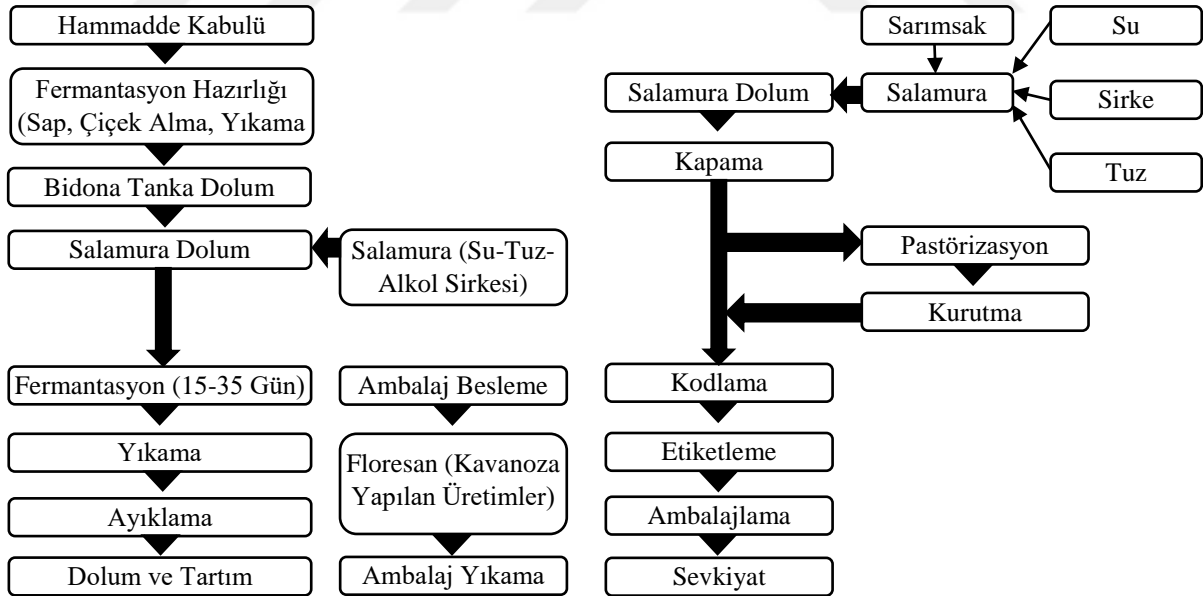 Hammadde Kabulü
Fermantasyon Hazırlığı
(Sap, Çiçek Alma, Yıkama
Bidona Tanka Dolum
Salamura Dolum
Salamura (Su-Tuz-
Alkol Sirkesi)
Fermantasyon (15-35 Gün)
Yıkama
Ayıklama
Dolum ve Tartım
Ambalaj Besleme
Floresan (Kavanoza
Yapılan Üretimler)
Ambalaj Yıkama
Sarımsak
Su
Salamura Dolum
Salamura
Sirke
Tuz
Kapama
Pastörizasyon
Kurutma
Kodlama
Etiketleme
Ambalajlama
Sevkiyat